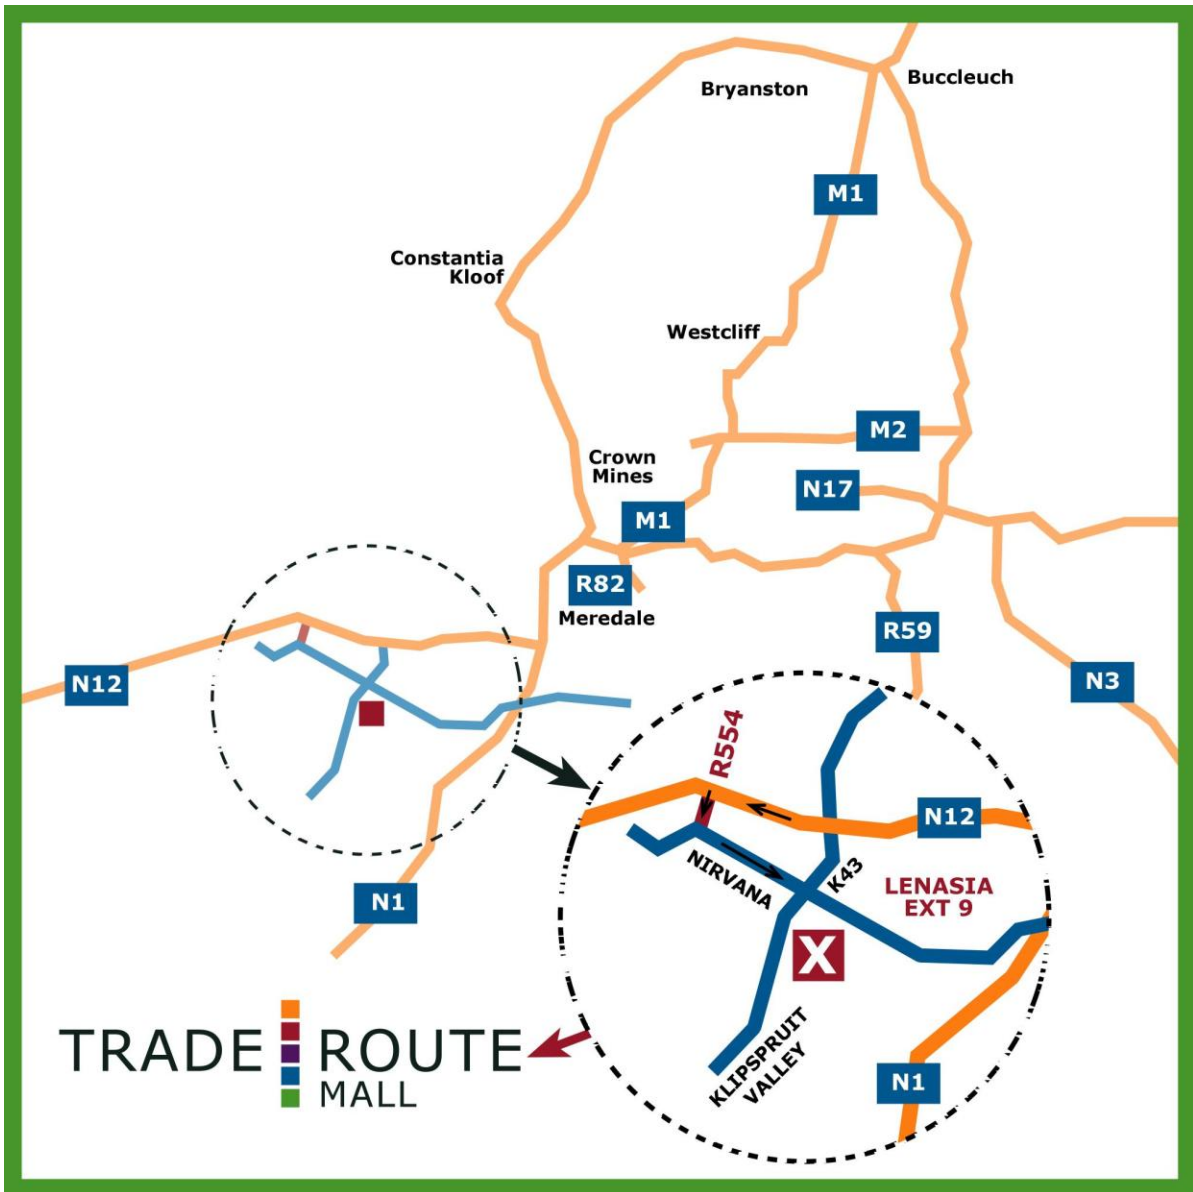 Buccleuch
Bryanston
M1
Constantia
Kloof
Westcliff
M2
Crown
Mines
N17
M1
R82
Meredale
R59
N12
N3
R554
N12
NIRVANA
K43
LENASIA
EXT 9
N1
X
KLIPSPRUIT
VALLEY
N1
TRADE ROUTE
MALL